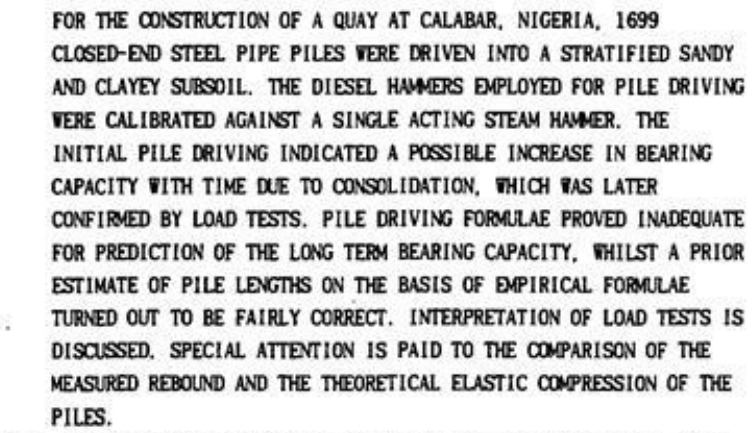 FOR THE CONSTRUCTION OF A QUAY AT CALABAR, NIGERIA, 1699
CLOSED-END STEEL PIPE PILES WERE DRIVEN INTO A STRATIFIED SANDY
AND CLAYEY SUBSOIL. THE DIESEL HAMMERS EMPLOYED FOR PILE DRIVING
WERE CALIBRATED AGAINST A SINGLE ACTING STEAM HAMMER. THE
INITIAL PILE DRIVING INDICATED A POSSIBLE INCREASE IN BEARING
CAPACITY WITH TIME DUE TO CONSOLIDATION, WHICH WAS LATER
CONFIRMED BY LOAD TESTS. PILE DRIVING FORMULAE PROVED INADEQUATE
FOR PREDICTION OF THE LONG TERM BEARING CAPACITY, WHILST A PRIOR
ESTIMATE OF PILE LENGTHS ON THE BASIS OF EMPIRICAL FORMULAE
TURNED OUT TO BE FAIRLY CORRECT. INTERPRETATION OF LOAD TESTS IS
DISCUSSED. SPECIAL ATTENTION IS PAID TO THE COMPARISON OF THE
MEASURED REBOUND AND THE THEORETICAL ELASTIC COMPRESSION OF THE
PILES.